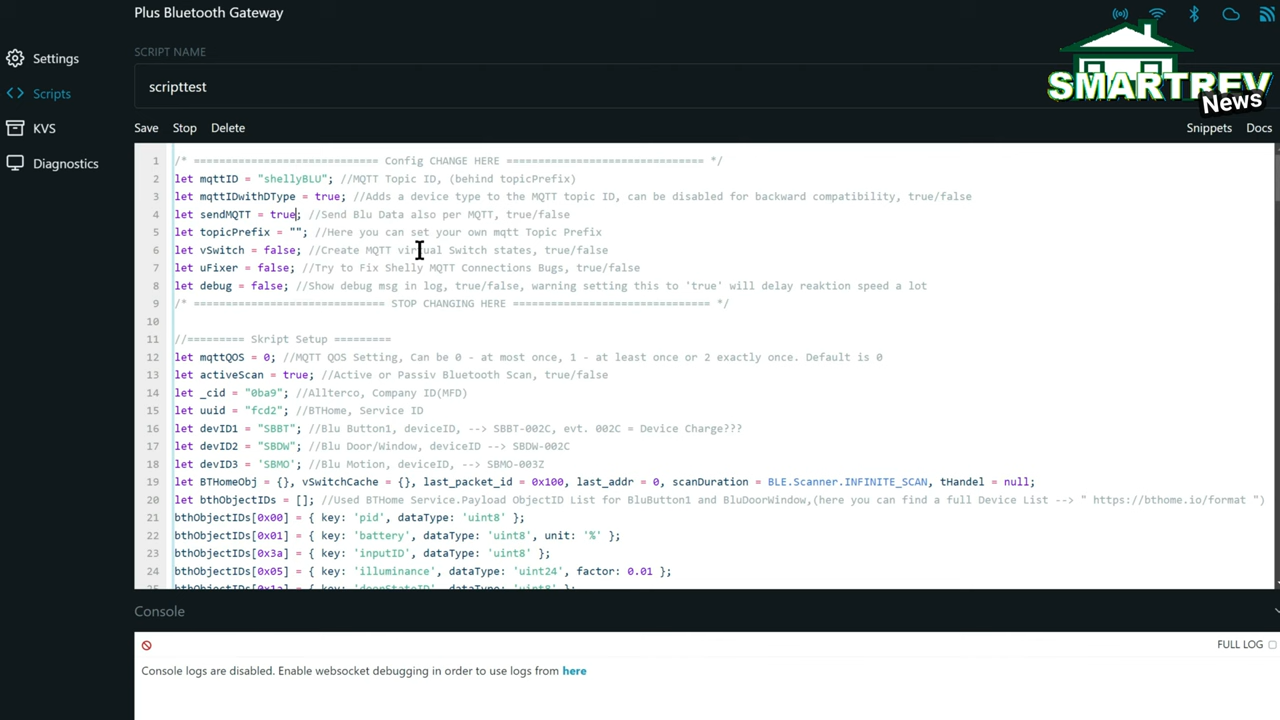 Plus Bluetooth Gateway
SMARTREV
News
Settings
Scripts
KVS
Diagnostics
SCRIPT NAME
scripttest
Save Stop Delete Snippets Docs
1 /* ============================= Config CHANGE HERE =============================== */
2 let mqttID = "shellyBLU"; //MQTT Topic ID, (behind topicPrefix)
3 let mqttIDwithDType = true; //Adds a device type to the MQTT topic ID, can be disabled for backward compatibility, true/false
4 let sendMQTT = true; //Send Blu Data also per MQTT, true/false
5 let topicPrefix = ""; //Here you can set your own mqtt Topic Prefix
6 let vSwitch = false; //Create MQTT virtual Switch states, true/false
7 let uFixer = false; //Try to Fix Shelly MQTT Connections Bugs, true/false
8 let debug = false; //Show debug msg in log, true/false, warning setting this to 'true' will delay reaktion speed a lot
9 /* ============================== STOP CHANGING HERE =============================== */
10
11 //========= Skript Setup =========
12 let mqttQOS = 0; //MQTT QOS Setting, Can be 0 - at most once, 1 - at least once or 2 exactly once. Default is 0
13 let activeScan = true; //Active or Passiv Bluetooth Scan, true/false
14 let _cid = "0ba9"; //Allterco, Company ID(MFD)
15 let uuid = "fcd2"; //BTHome, Service ID
16 let devID1 = "SBBT"; //Blu Button1, deviceID, --> SBBT-002C, evt. 002C = Device Charge???
17 let devID2 = "SBDW"; //Blu Door/Window, deviceID --> SBDW-002C
18 let devID3 = 'SBMO'; //Blu Motion, deviceID, --> SBMO-003Z
19 let BTHomeObj = {}, vSwitchCache = {}, last_packet_id = 0x100, last_addr = 0, scanDuration = BLE.Scanner.INFINITE_SCAN, tHandel = null;
20 let bthObjectIDs = []; //Used BTHome Service.Payload ObjectID List for BluButton1 and BluDoorWindow,(here you can find a full Device List --> " https://bthome.io/format ")
21 bthObjectIDs[0x00] = { key: 'pid', dataType: 'uint8' };
22 bthObjectIDs[0x01] = { key: 'battery', dataType: 'uint8', unit: '%' };
23 bthObjectIDs[0x3a] = { key: 'inputID', dataType: 'uint8' };
24 bthObjectIDs[0x05] = { key: 'illuminance', dataType: 'uint24', factor: 0.01 };
25 bthObjectIDs[0x1a] = { key: 'doorStateID', dataType: 'uint8' };
Console
FULL LOG
Console logs are disabled. Enable websocket debugging in order to use logs from here